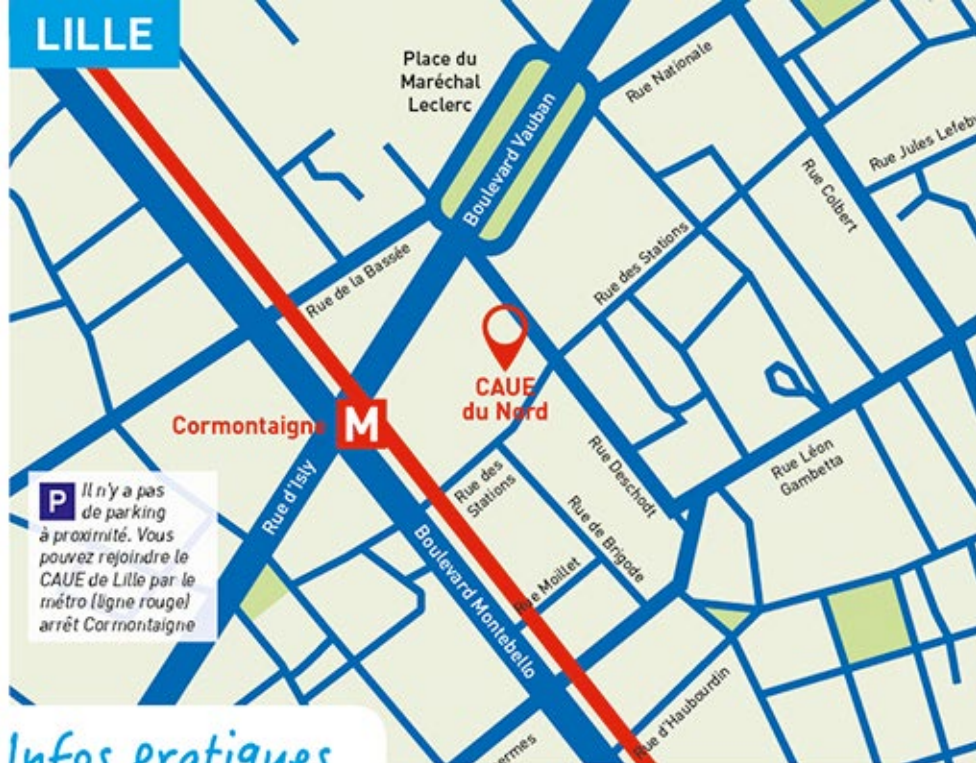 LILLE
Place du
Maréchal
Leclerc
Boulevard Vauban
Rue Nationale
Rue Jules Lefebv
Rue Colbert
Rue des Stations
Rue de la Bassée
CAUE
du Nord
Cormontaigne
M
Rue Léon
Gambetta
Rue Deschodt
Rue des
Stations
Rue d'Isly
P Il n'y a pas
de parking
à proximité. Vous
pouvez rejoindre le
CAUE de Lille par le
métro (ligne rouge)
arrêt Cormontaigne
Rue de Brigode
Boulevard Montebello
Rue Moillet
Rue d'Haubourdin
Infos pratiques